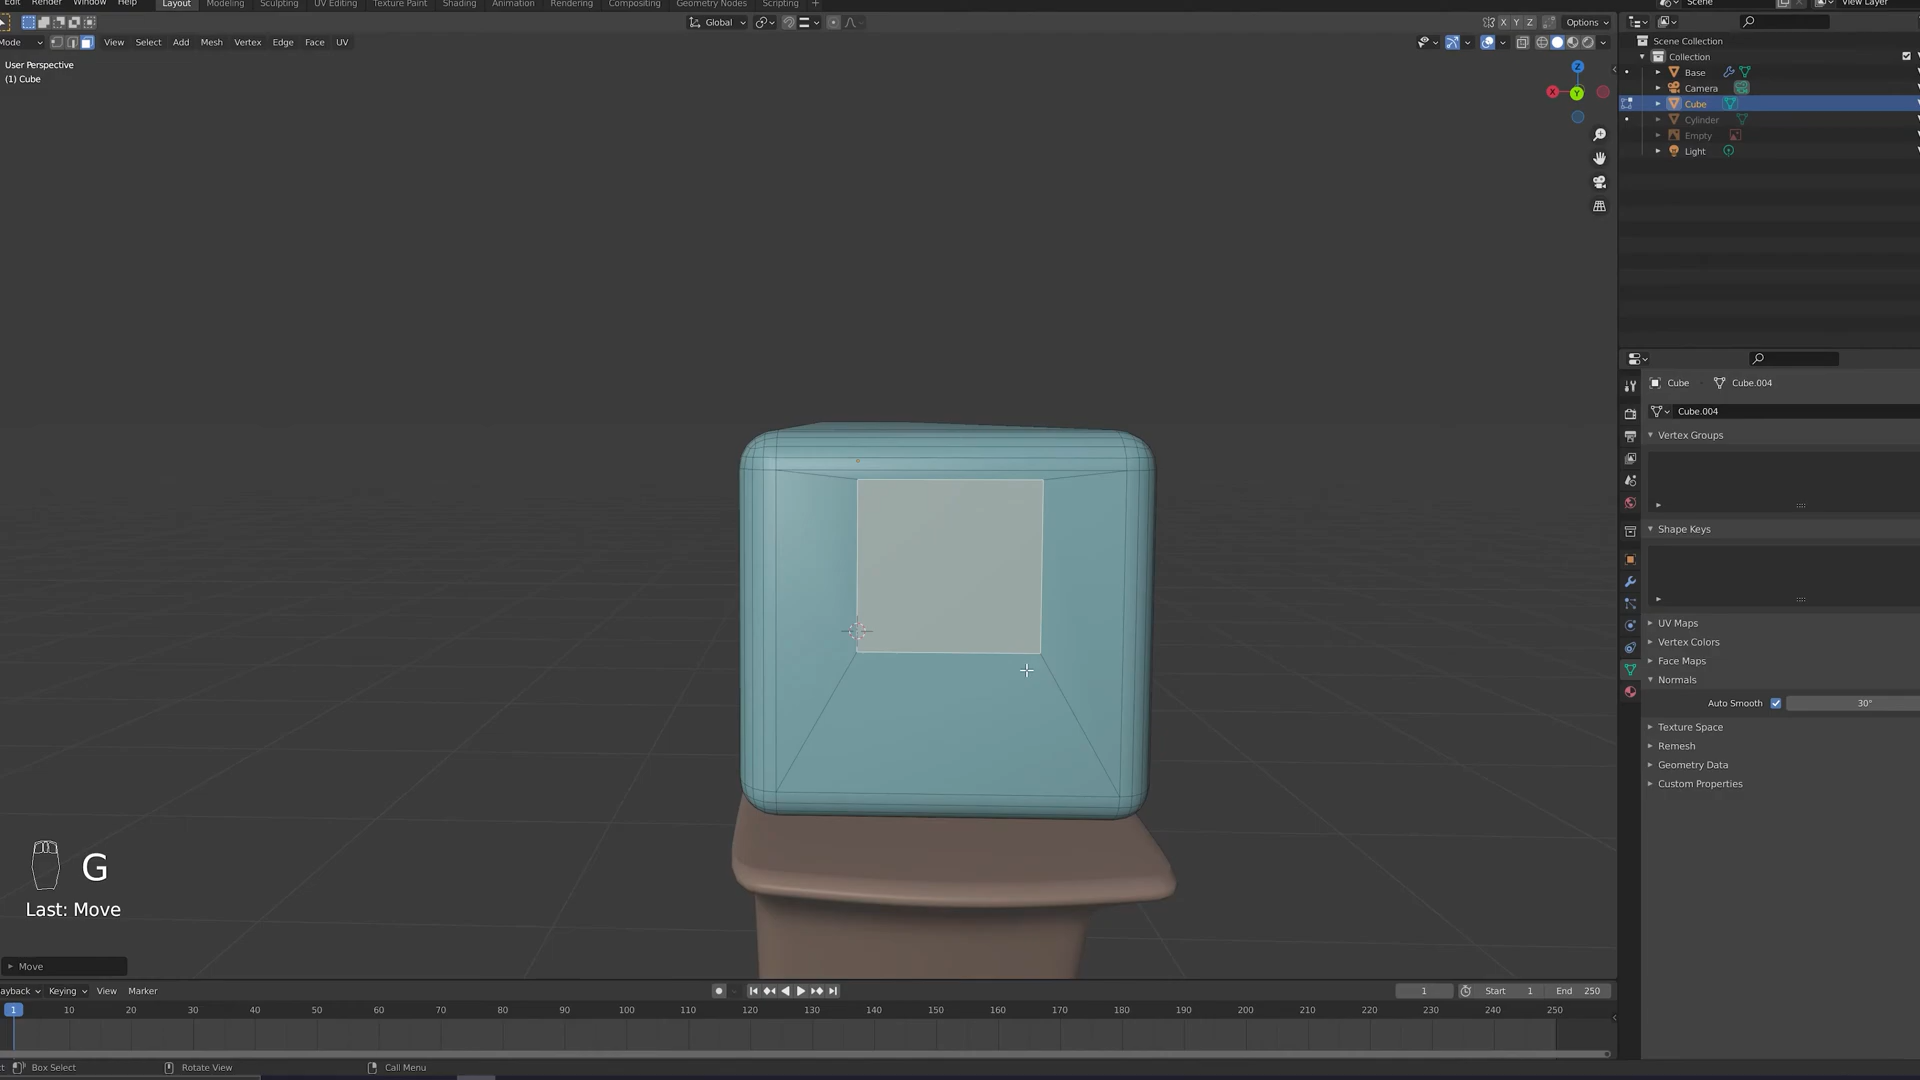 Edit Render Window Help Layout Modeling Sculpting UV Editing Texture Paint Shading Animation Rendering Compositing Geometry Nodes Scripting + Scene View Layer
Global X Y Z Options
Mode View Select Add Mesh Vertex Edge Face UV
User Perspective
(1) Cube
Z
X
Y
Scene Collection
Collection
Base
Camera
Cube
Cylinder
Empty
Light
Cube Cube.004
Cube.004
Vertex Groups
Shape Keys
UV Maps
Vertex Colors
Face Maps
Normals
Auto Smooth 30°
Texture Space
Remesh
Geometry Data
Custom Properties
G
Last: Move
Move
Keying View Marker 1 Start 1 End 250
1 10 20 30 40 50 60 70 80 90 100 110 120 130 140 150 160 170 180 190 200 210 220 230 240 250
Box Select Rotate View Call Menu